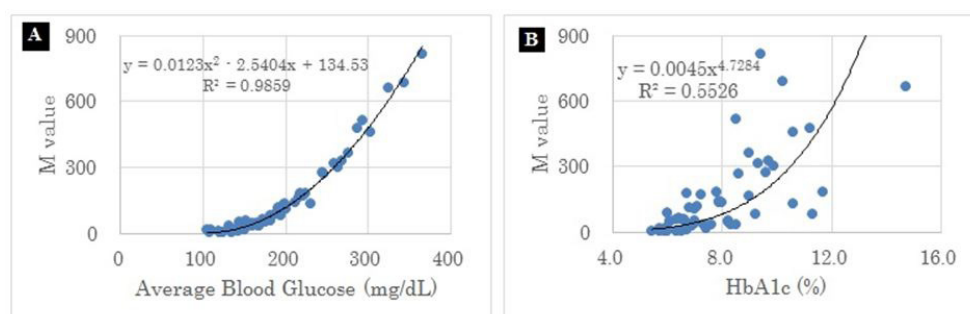 A
900
600
300
0
M value
y = 0.0123x² - 2.5404x + 134.53
R² = 0.9859
0 100 200 300 400
Average Blood Glucose (mg/dL)
B
900
600
300
0
M value
y = 0.0045x^4.7284
R² = 0.5526
4.0 8.0 12.0 16.0
HbA1c (%)